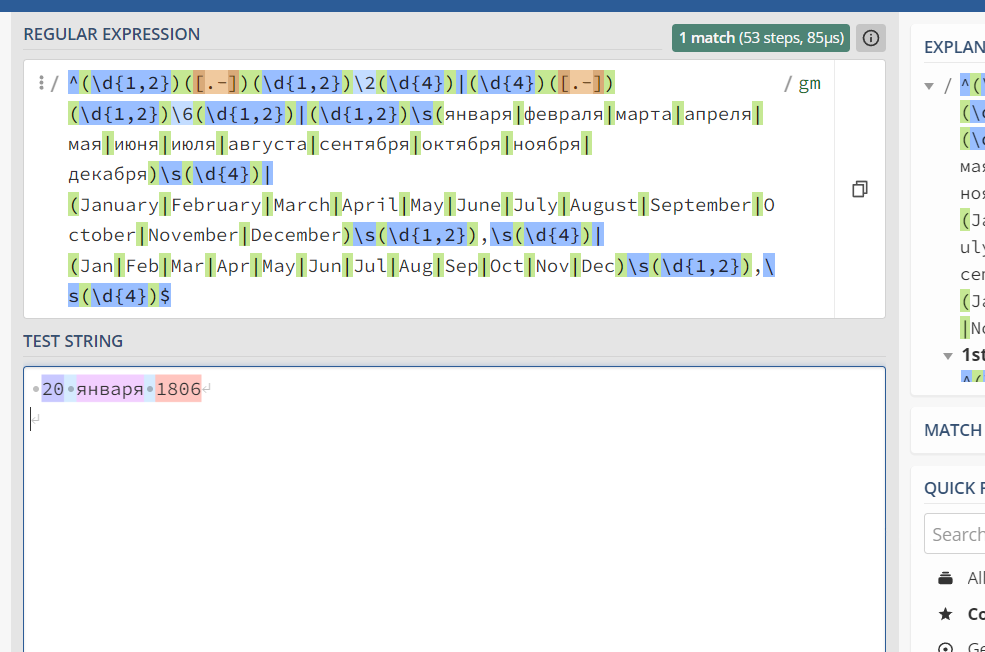 REGULAR EXPRESSION
1 match (53 steps, 85µs)
/ ^(\d{1,2})([.-])(\d{1,2})\2(\d{4})|(\d{4})([.-]) / gm
(\d{1,2})\6(\d{1,2})|(\d{1,2})\s(января|февраля|марта|апреля|
мая|июня|июля|августа|сентября|октября|ноября|
декабря)\s(\d{4})|
(January|February|March|April|May|June|July|August|September|O
ctober|November|December)\s(\d{1,2}),\s(\d{4})|
(Jan|Feb|Mar|Apr|May|Jun|Jul|Aug|Sep|Oct|Nov|Dec)\s(\d{1,2}),\
s(\d{4})$
TEST STRING
20 января 1806
EXPLAN
/ ^(
(\d
(\d
мая
ноя
(Ja
uly
сеп
(Ja
|No
1st
^(
MATCH
QUICK
Search
All
Co
Ge